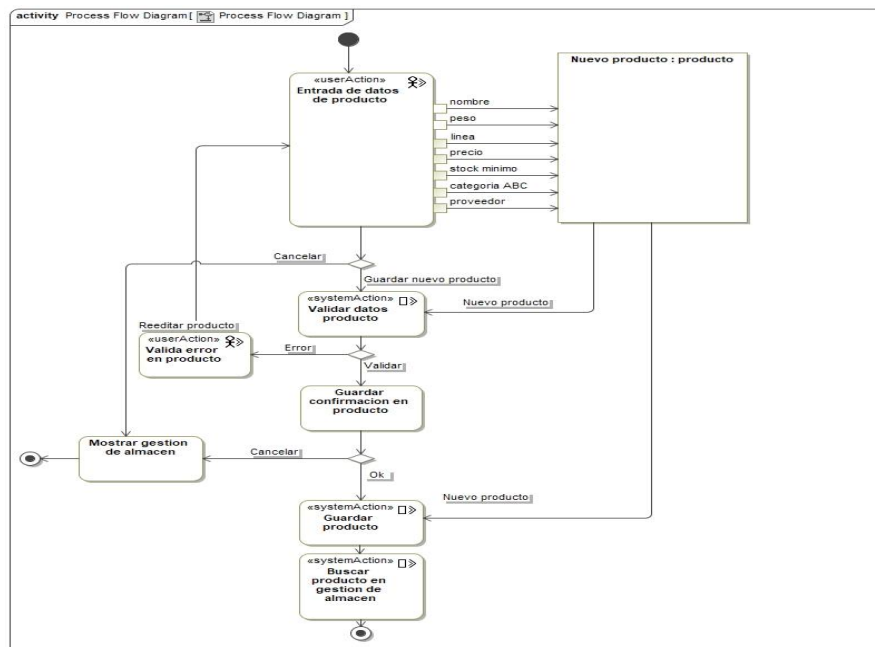 activity Process Flow Diagram[ Process Flow Diagram ]
«userAction»
Entrada de datos
de producto
Nuevo producto : producto
nombre
peso
linea
precio
stock minimo
categoria ABC
proveedor
Cancelar
Guardar nuevo producto
«systemAction»
Validar datos
producto
Nuevo producto
Reeditar producto
«userAction»
Valida error
en producto
Error
Validar
Guardar
confirmacion en
producto
Mostrar gestion
de almacen
Cancelar
Ok
«systemAction»
Guardar
producto
Nuevo producto
«systemAction»
Buscar
producto en
gestion de
almacen